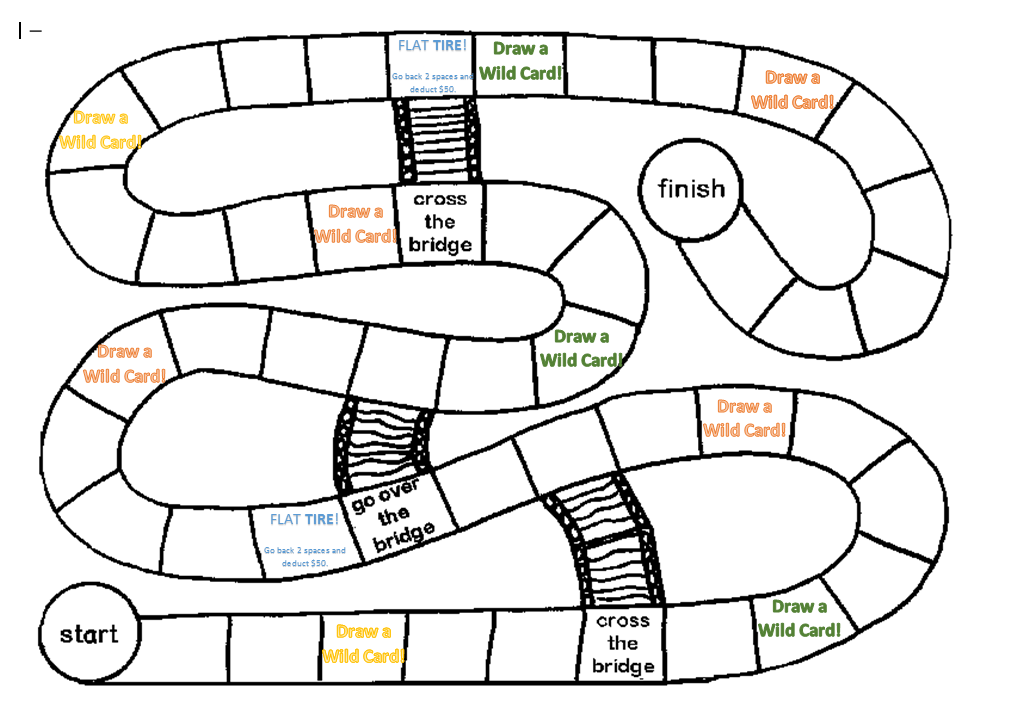 | –
FLAT TIRE!
Go back 2 spaces and
deduct $50.
Draw a
Wild Card!
Draw a
Wild Card!
Draw a
Wild Card!
finish
cross
the
bridge
Draw a
Wild Card!
Draw a
Wild Card!
Draw a
Wild Card!
Draw a
Wild Card!
go over
the
bridge
FLAT TIRE!
Go back 2 spaces and
deduct $50.
start
Draw a
Wild Card!
cross
the
bridge
Draw a
Wild Card!